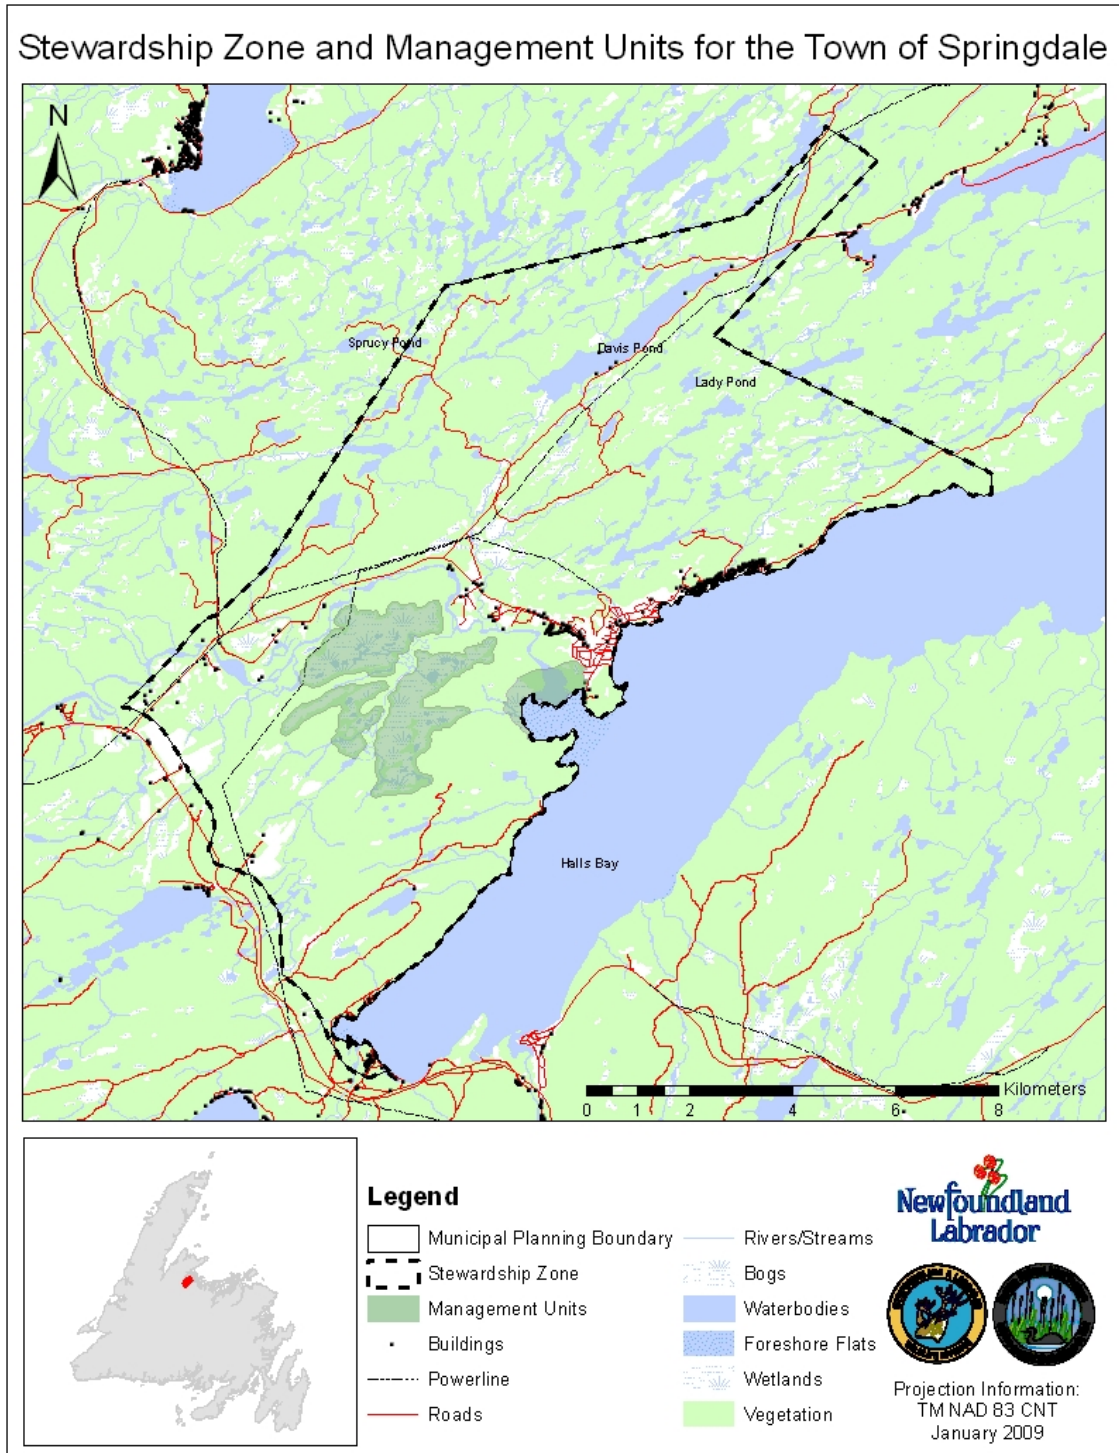 Stewardship Zone and Management Units for the Town of Springdale
N
Sprucy Pond
Davis Pond
Lady Pond
Halls Bay
Kilometers
0 1 2 4 6 8
Legend
Municipal Planning Boundary
Stewardship Zone
Management Units
Buildings
Powerline
Roads
Rivers/Streams
Bogs
Waterbodies
Foreshore Flats
Wetlands
Vegetation
Newfoundland
Labrador
Projection Information:
TM NAD 83 CNT
January 2009